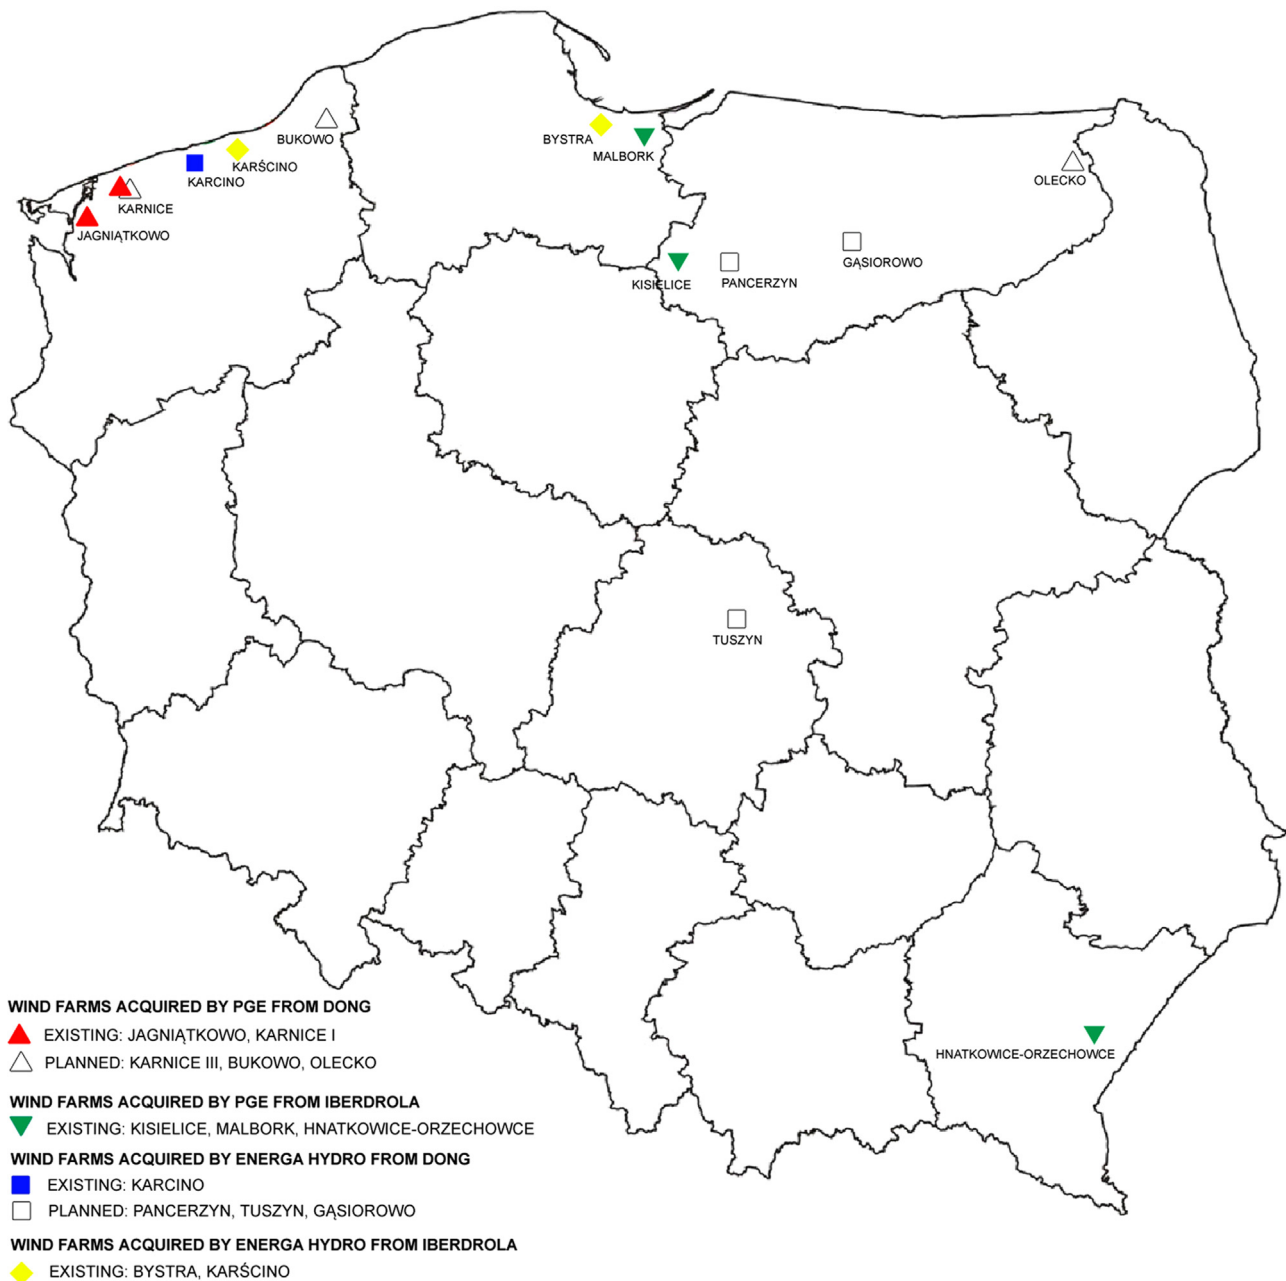 BUKOWO
BYSTRA
MALBORK
KARŚCINO
KARCINO
OLECKO
KARNICE
JAGNIĄTKOWO
GĄSIOROWO
KISIELICE
PANCERZYN
TUSZYN
WIND FARMS ACQUIRED BY PGE FROM DONG
EXISTING: JAGNIĄTKOWO, KARNICE I
PLANNED: KARNICE III, BUKOWO, OLECKO
HNATKOWICE-ORZECHOWCE
WIND FARMS ACQUIRED BY PGE FROM IBERDROLA
EXISTING: KISIELICE, MALBORK, HNATKOWICE-ORZECHOWCE
WIND FARMS ACQUIRED BY ENERGA HYDRO FROM DONG
EXISTING: KARCINO
PLANNED: PANCERZYN, TUSZYN, GĄSIOROWO
WIND FARMS ACQUIRED BY ENERGA HYDRO FROM IBERDROLA
EXISTING: BYSTRA, KARŚCINO